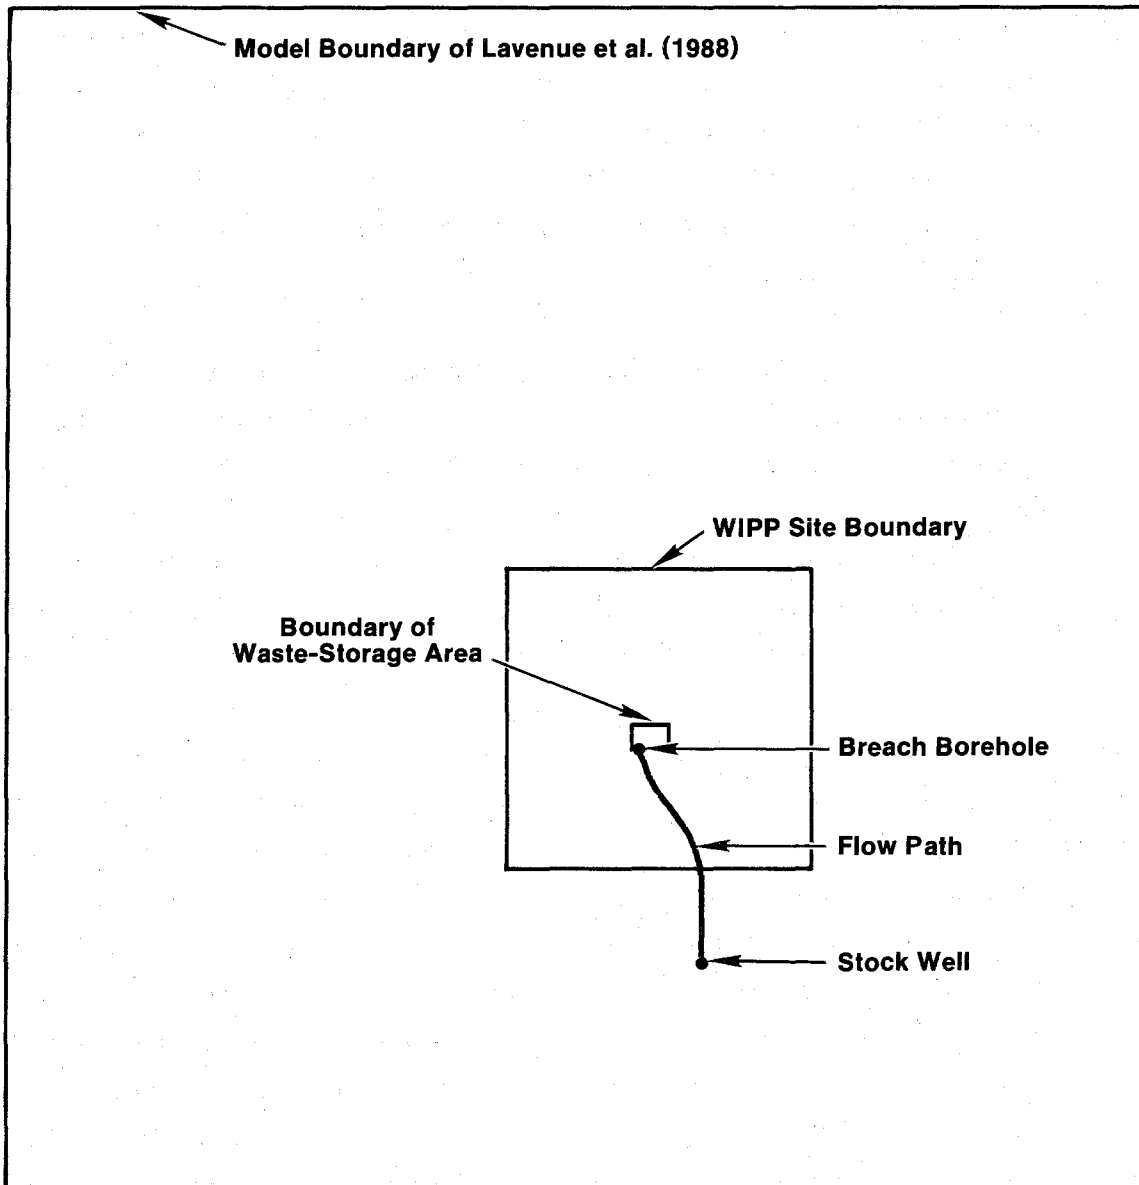 Model Boundary of Lavenue et al. (1988)
WIPP Site Boundary
Boundary of
Waste-Storage Area
Breach Borehole
Flow Path
Stock Well